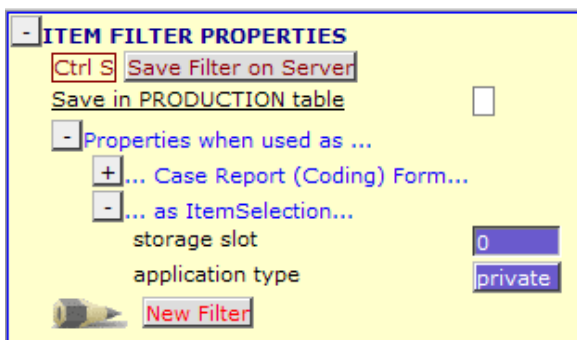 - ITEM FILTER PROPERTIES
Ctrl S Save Filter on Server
Save in PRODUCTION table
- Properties when used as ...
+ ... Case Report (Coding) Form...
- ... as ItemSelection...
storage slot 0
application type private
New Filter